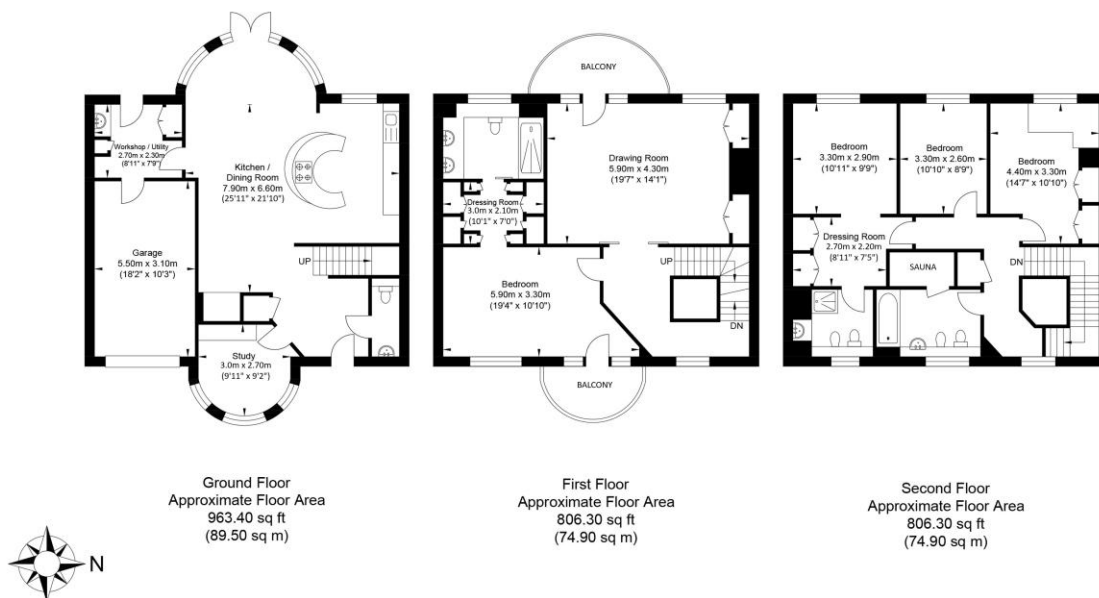 Workshop / Utility
2.70m x 2.30m
(8'11" x 7'9")
Kitchen /
Dining Room
7.90m x 6.60m
(25'11" x 21'10")
Garage
5.50m x 3.10m
(18'2" x 10'3")
UP
Study
3.0m x 2.70m
(9'11" x 9'2")
Ground Floor
Approximate Floor Area
963.40 sq ft
(89.50 sq m)
BALCONY
Drawing Room
5.90m x 4.30m
(19'7" x 14'1")
Dressing Room
3.0m x 2.10m
(10'1" x 7'0")
Bedroom
5.90m x 3.30m
(19'4" x 10'10")
UP
DN
BALCONY
First Floor
Approximate Floor Area
806.30 sq ft
(74.90 sq m)
Bedroom
3.30m x 2.90m
(10'11" x 9'9")
Bedroom
3.30m x 2.60m
(10'10" x 8'9")
Bedroom
4.40m x 3.30m
(14'7" x 10'10")
Dressing Room
2.70m x 2.20m
(8'11" x 7'5")
SAUNA
DN
Second Floor
Approximate Floor Area
806.30 sq ft
(74.90 sq m)
N